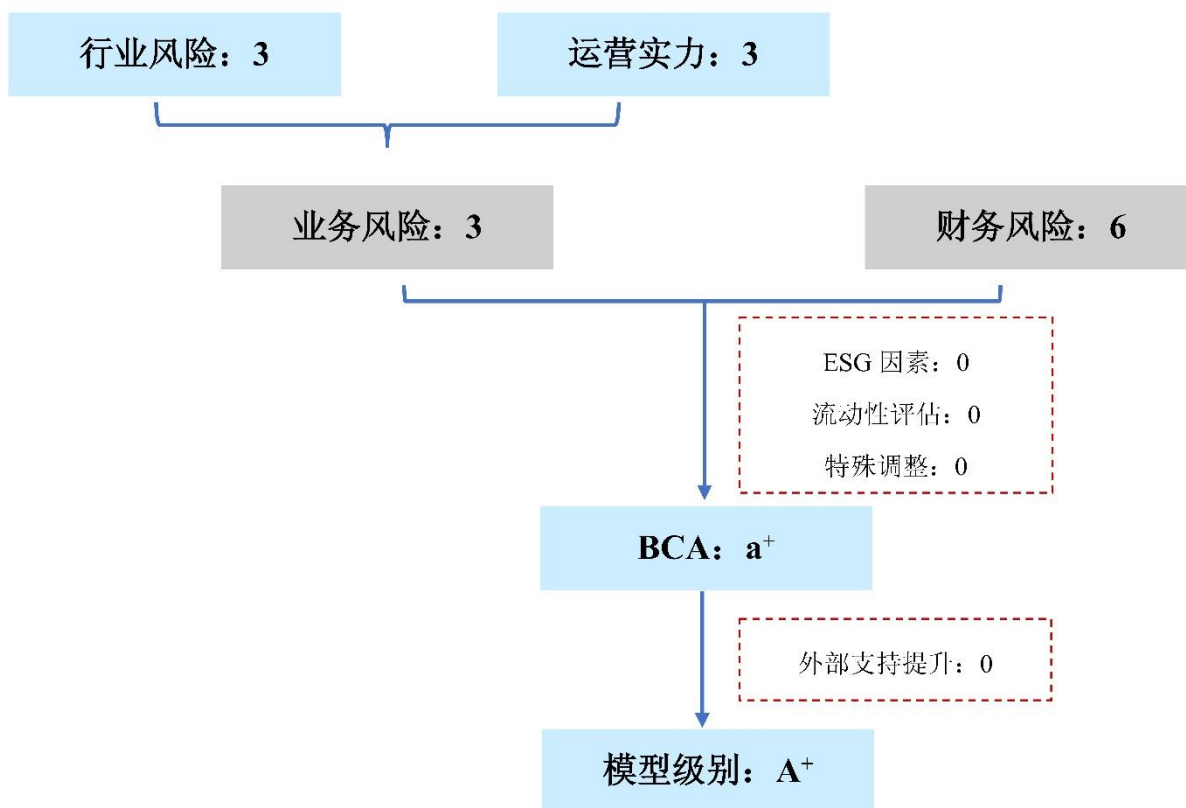 行业风险：3
运营实力：3
业务风险：3
财务风险：6
ESG 因素：0
流动性评估：0
特殊调整：0
BCA：a⁺
外部支持提升：0
模型级别：A⁺